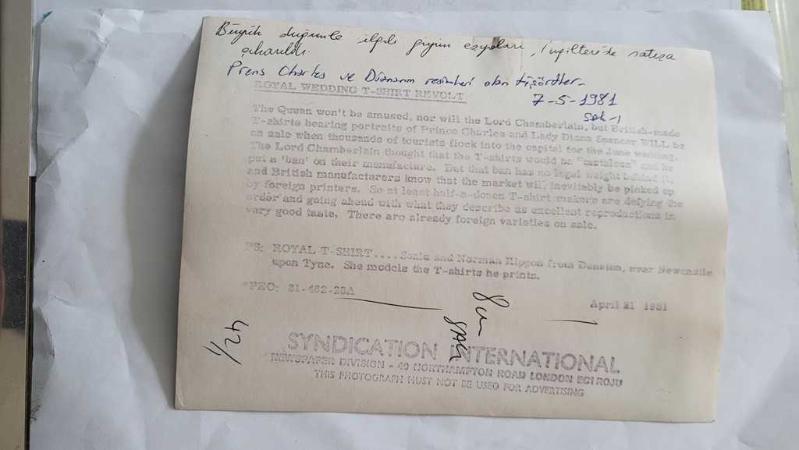 Büyük düğünle ilgili giyim eşyaları, İngiltere'de satışa
çıkarıldı.
Prens Charles ve Diananın resimleri olan tişörtler-
7-5-1981
ROYAL WEDDING T-SHIRT REVOLT
The Queen won't be amused, nor will the Lord Chamberlain, but British-made
T-shirts bearing portraits of Prince Charles and Lady Diana Spencer WILL be
on sale when thousands of tourists flock into the capital for the June wedding.
The Lord Chamberlain thought that the T-shirts would be "tasteless" and he
put a 'ban' on their manufacture. But that ban has no legal weight behind it,
and British manufacturers know that the market will inevitably be picked up
by foreign printers. So at least half-a-dozen T-shirt makers are defying the
order and going ahead with what they describe as excellent reproductions in
very good taste. There are already foreign varieties on sale.
PS: ROYAL T-SHIRT.... and Norman Rippon from Dunston, near Newcastle
upon Tyne. She models the T-shirts he prints.
April 21 1981
SYNDICATION INTERNATIONAL
NEWSPAPER DIVISION - 40 NORTHAMPTON ROAD LONDON EC1R0JU
THIS PHOTOGRAPH MUST NOT BE USED FOR ADVERTISING